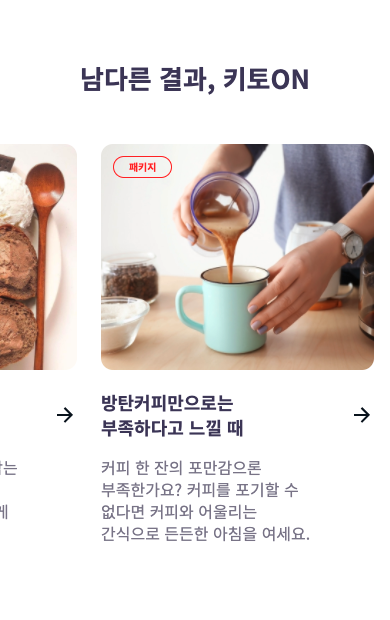 남다른 결과, 키토ON
패키지
방탄커피만으로는
부족하다고 느낄 때
는
게
커피 한 잔의 포만감으론
부족한가요? 커피를 포기할 수
없다면 커피와 어울리는
간식으로 든든한 아침을 여세요.